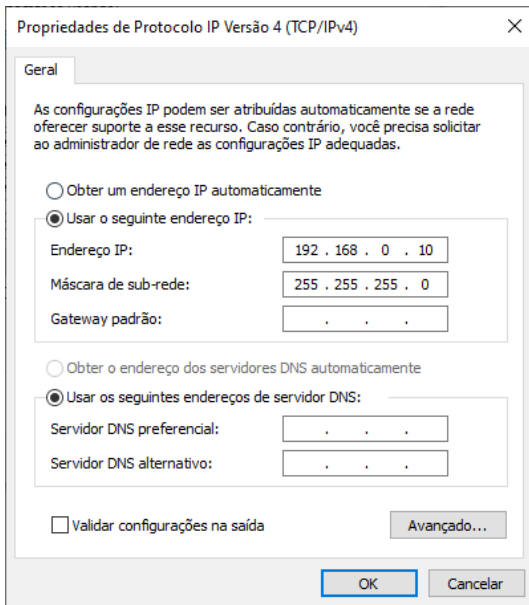 Propriedades de Protocolo IP Versão 4 (TCP/IPv4)
Geral
As configurações IP podem ser atribuídas automaticamente se a rede
oferecer suporte a esse recurso. Caso contrário, você precisa solicitar
ao administrador de rede as configurações IP adequadas.
Obter um endereço IP automaticamente
Usar o seguinte endereço IP:
Endereço IP: 192 . 168 . 0 . 10
Máscara de sub-rede: 255 . 255 . 255 . 0
Gateway padrão: . . .
Obter o endereço dos servidores DNS automaticamente
Usar os seguintes endereços de servidor DNS:
Servidor DNS preferencial: . . .
Servidor DNS alternativo: . . .
Validar configurações na saída
Avançado...
OK Cancelar